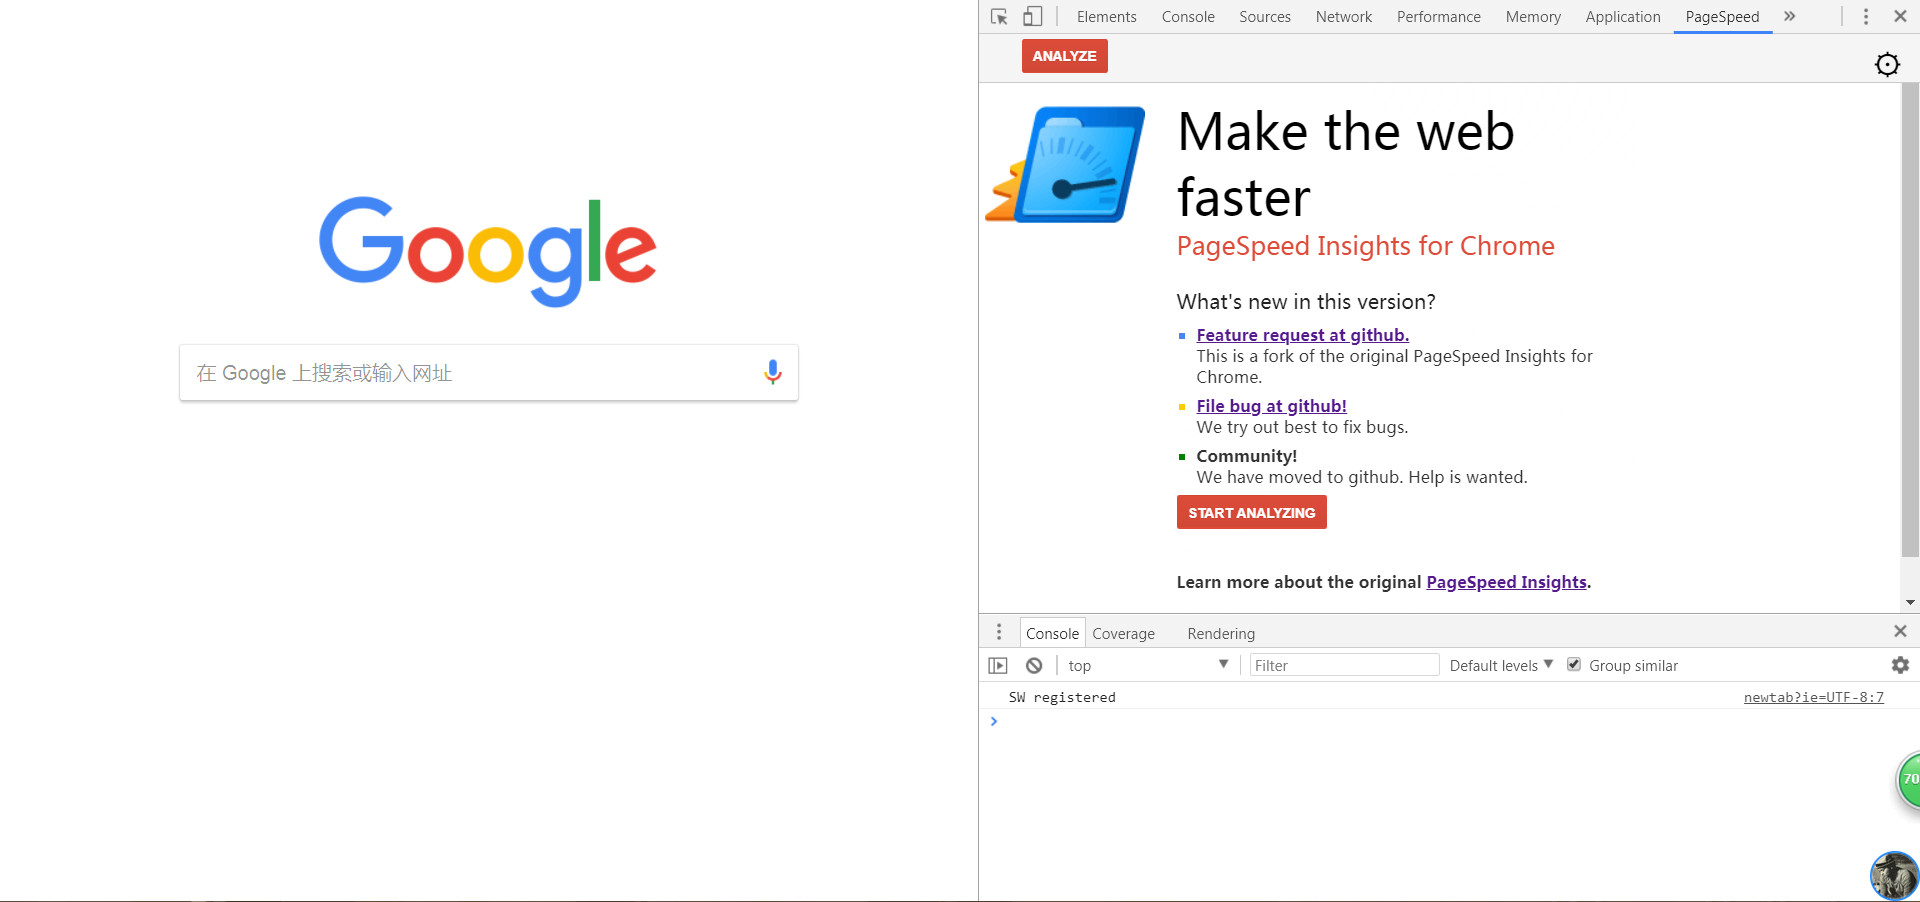 Google
在 Google 上搜索或输入网址
Elements Console Sources Network Performance Memory Application PageSpeed »
ANALYZE
Make the web
faster
PageSpeed Insights for Chrome
What's new in this version?
Feature request at github.
This is a fork of the original PageSpeed Insights for
Chrome.
File bug at github!
We try out best to fix bugs.
Community!
We have moved to github. Help is wanted.
START ANALYZING
Learn more about the original PageSpeed Insights.
Console Coverage Rendering
top Filter Default levels Group similar
SW registered newtab?ie=UTF-8:7
70